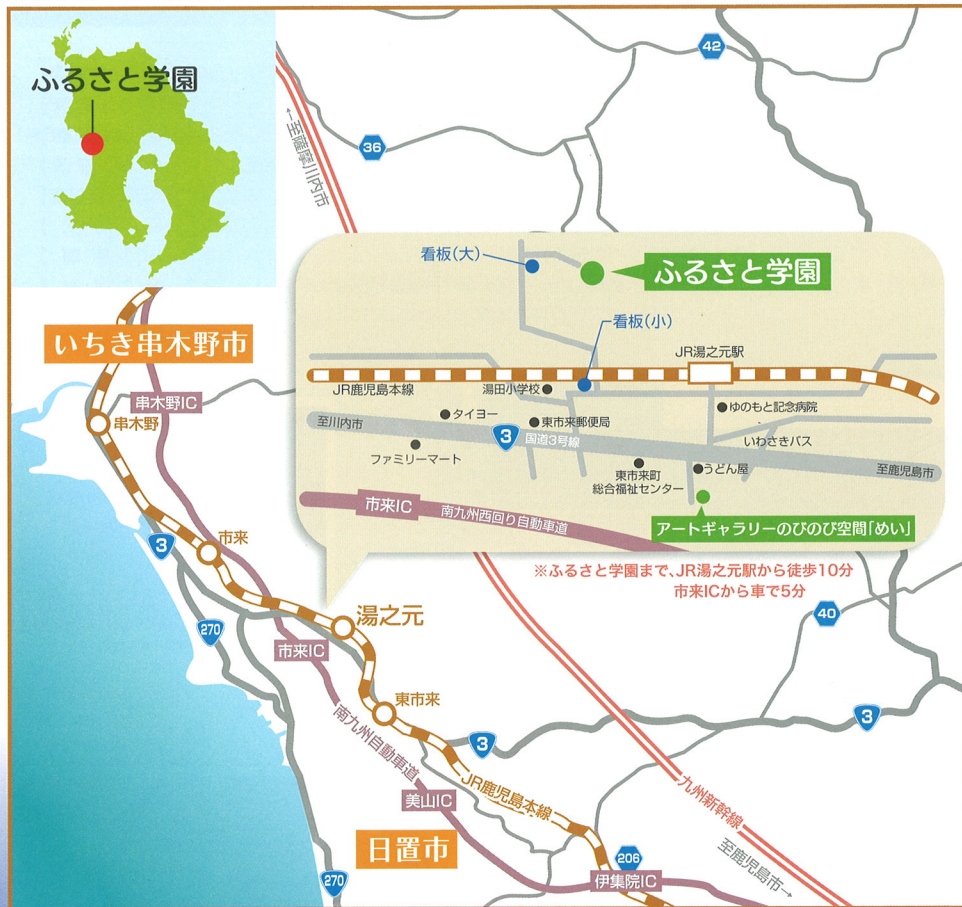 ふるさと学園
42
36
←至薩摩川内市
看板(大)
ふるさと学園
看板(小)
いちき串木野市
JR湯之元駅
JR鹿児島本線
湯田小学校
串木野IC
ゆのもと記念病院
串木野
至川内市
タイヨー
東市来郵便局
3
国道3号線
いわさきバス
ファミリーマート
東市来町
総合福祉センター
うどん屋
至鹿児島市
市来IC
南九州西回り自動車道
アートギャラリーのびのび空間「めい」
3
市来
※ふるさと学園まで、JR湯之元駅から徒歩10分
市来ICから車で5分
湯之元
40
270
市来IC
東市来
3
3
南九州自動車道
JR鹿児島本線
九州新幹線
美山IC
日置市
206
至鹿児島市→
270
伊集院IC